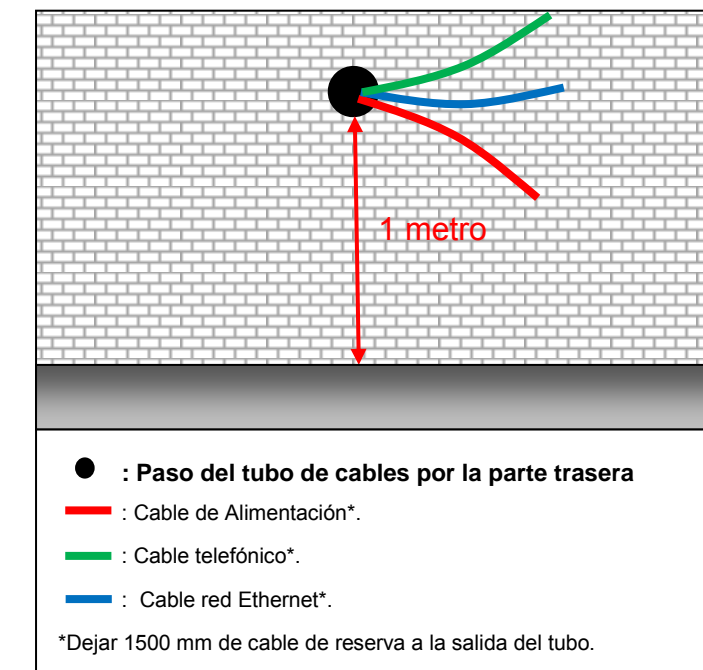 1 metro
: Paso del tubo de cables por la parte trasera
: Cable de Alimentación*.
: Cable telefónico*.
: Cable red Ethernet*.
*Dejar 1500 mm de cable de reserva a la salida del tubo.